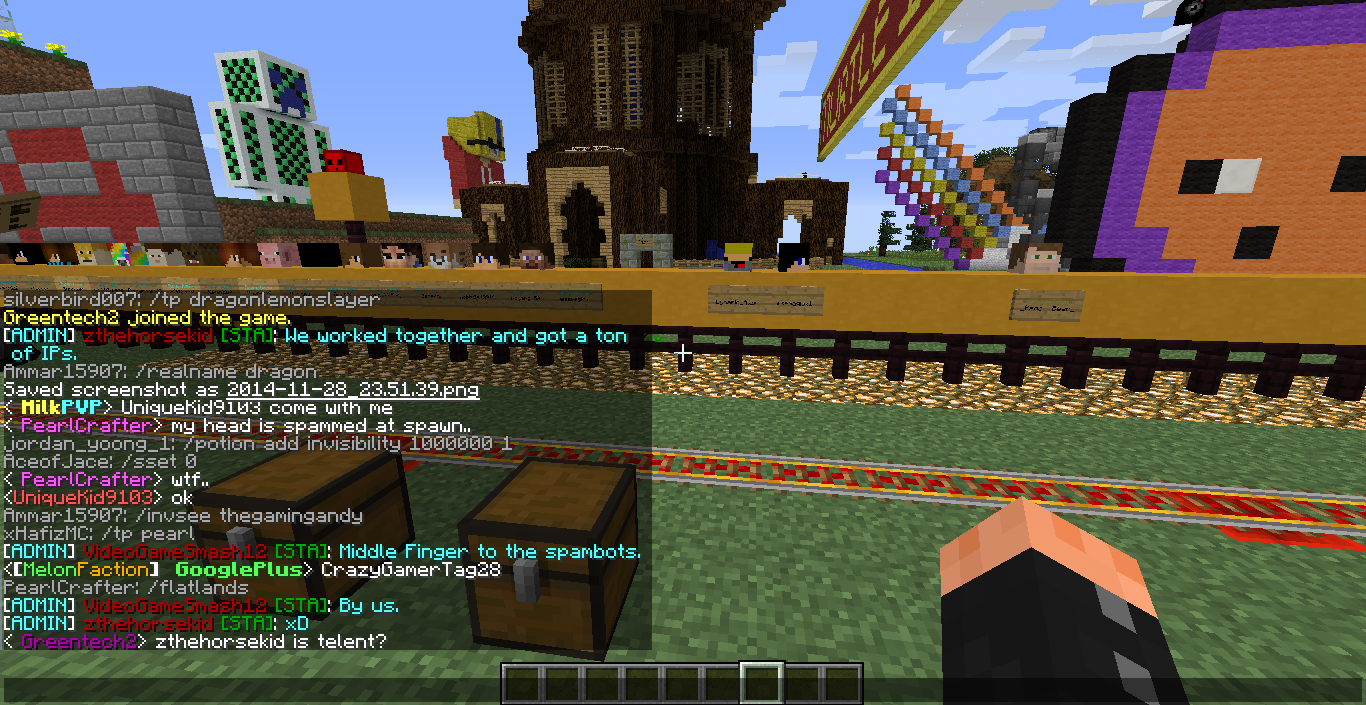 silverbird007: /tp dragonlemonslayer
Greentech2 joined the game.
[ADMIN] zthehorsekid [STA]: We worked together and got a ton
of IPs.
Ammar15907: /realname dragon
Saved screenshot as 2014-11-28_23.51.39.png
< MilkPVP> UniqueKid9103 come with me
< PearlCrafter> my head is spammed at spawn..
jordan_yoong_1: /potion add invisibility 1000000 1
AceofJace: /sset 0
< PearlCrafter> wtf..
<UniqueKid9103> ok
Ammar15907: /invsee thegamingandy
xHafizMC: /tp pearl
[ADMIN] VideoGameSmash12 [STA]: Middle Finger to the spambots.
<[MelonFaction] GooglePlus> CrazyGamerTag28
PearlCrafter: /flatlands
[ADMIN] VideoGameSmash12 [STA]: By us.
[ADMIN] zthehorsekid [STA]: xD
< Greentech2> zthehorsekid is telent?